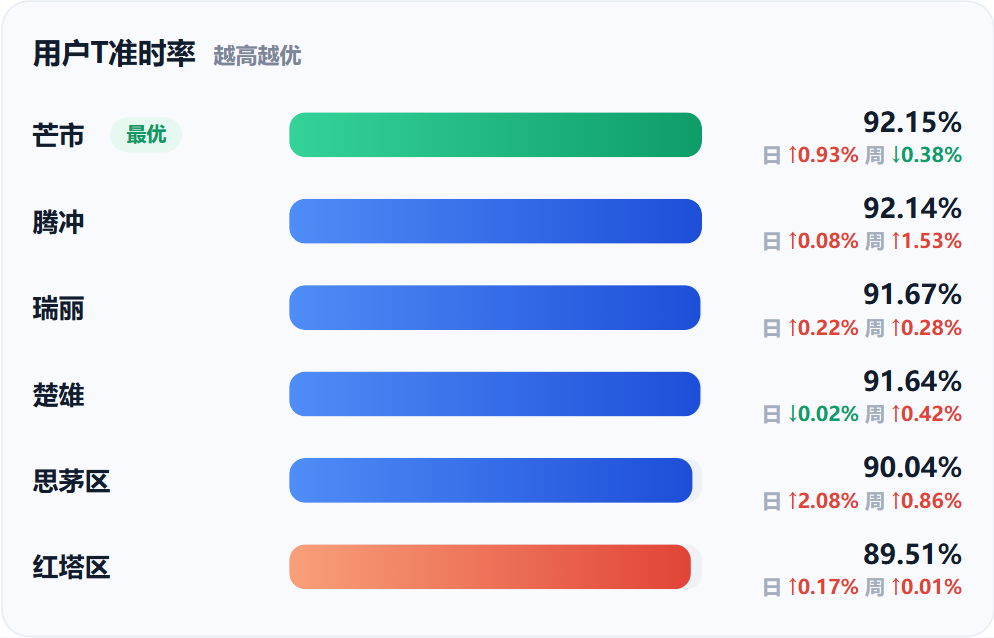 用户T准时率 越高越优
芒市 最优 92.15%
日 ↑0.93% 周 ↓0.38%
腾冲 92.14%
日 ↑0.08% 周 ↑1.53%
瑞丽 91.67%
日 ↑0.22% 周 ↑0.28%
楚雄 91.64%
日 ↓0.02% 周 ↑0.42%
思茅区 90.04%
日 ↑2.08% 周 ↑0.86%
红塔区 89.51%
日 ↑0.17% 周 ↑0.01%